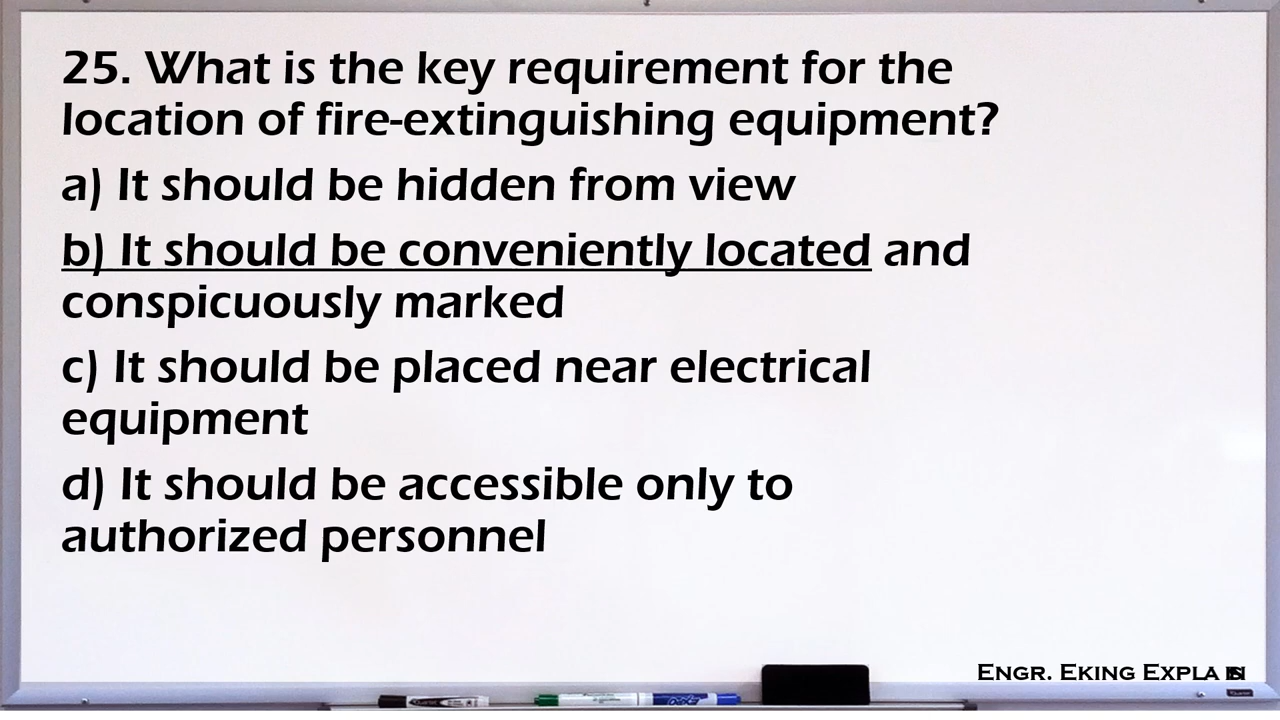 25. What is the key requirement for the
location of fire-extinguishing equipment?
a) It should be hidden from view
b) It should be conveniently located and
conspicuously marked
c) It should be placed near electrical
equipment
d) It should be accessible only to
authorized personnel
Engr. Eking